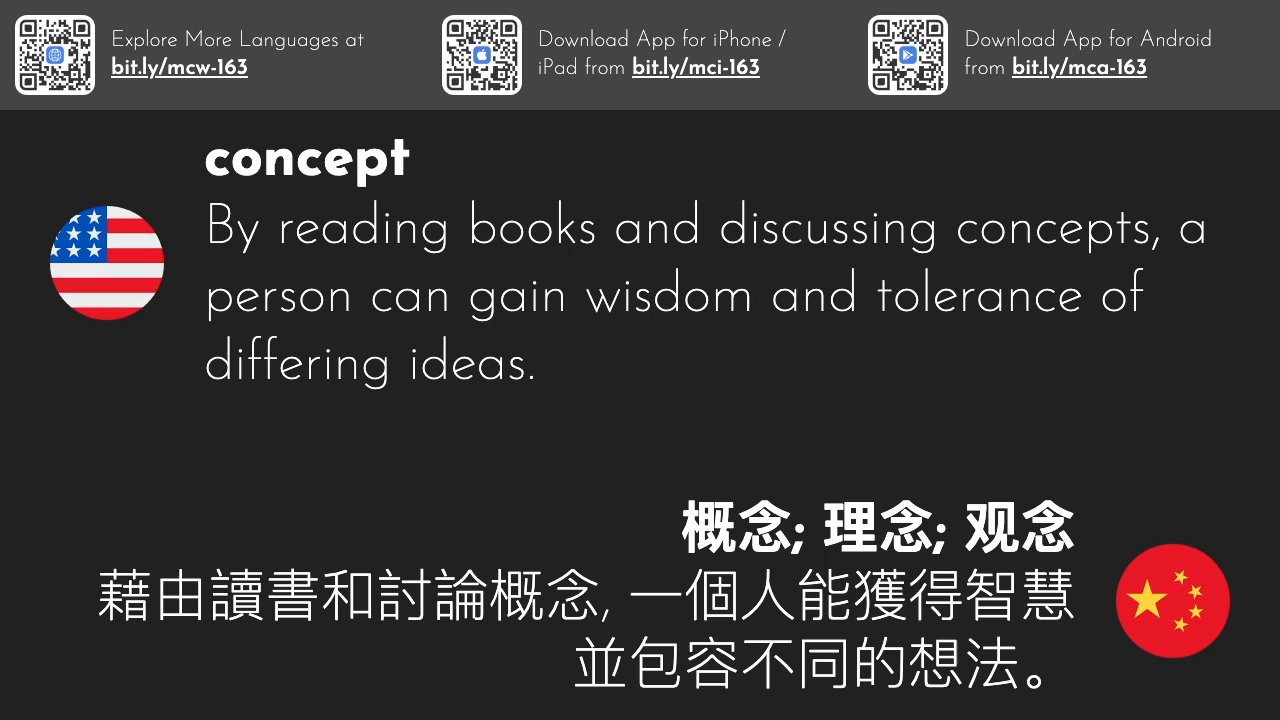 Explore More Languages at
bit.ly/mcw-163
Download App for iPhone /
iPad from bit.ly/mci-163
Download App for Android
from bit.ly/mca-163
concept
By reading books and discussing concepts, a
person can gain wisdom and tolerance of
differing ideas.
概念; 理念; 观念
藉由讀書和討論概念, 一個人能獲得智慧
並包容不同的想法。